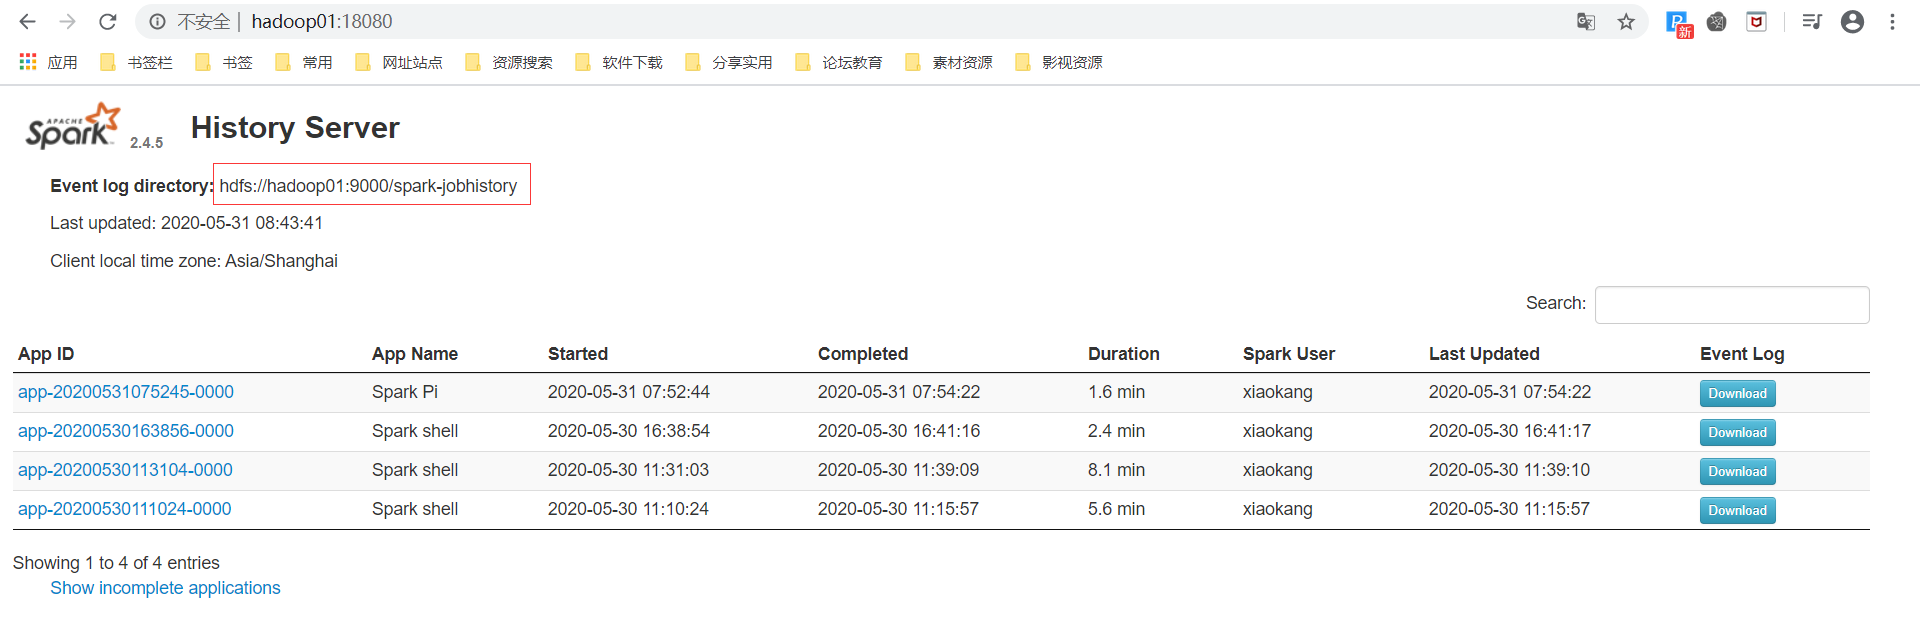 不安全 | hadoop01:18080
新
应用 书签栏 书签 常用 网址站点 资源搜索 软件下载 分享实用 论坛教育 素材资源 影视资源
APACHE Spark 2.4.5 History Server
Event log directory: hdfs://hadoop01:9000/spark-jobhistory
Last updated: 2020-05-31 08:43:41
Client local time zone: Asia/Shanghai
Search:
App ID App Name Started Completed Duration Spark User Last Updated Event Log
app-20200531075245-0000 Spark Pi 2020-05-31 07:52:44 2020-05-31 07:54:22 1.6 min xiaokang 2020-05-31 07:54:22 Download
app-20200530163856-0000 Spark shell 2020-05-30 16:38:54 2020-05-30 16:41:16 2.4 min xiaokang 2020-05-30 16:41:17 Download
app-20200530113104-0000 Spark shell 2020-05-30 11:31:03 2020-05-30 11:39:09 8.1 min xiaokang 2020-05-30 11:39:10 Download
app-20200530111024-0000 Spark shell 2020-05-30 11:10:24 2020-05-30 11:15:57 5.6 min xiaokang 2020-05-30 11:15:57 Download
Showing 1 to 4 of 4 entries
Show incomplete applications